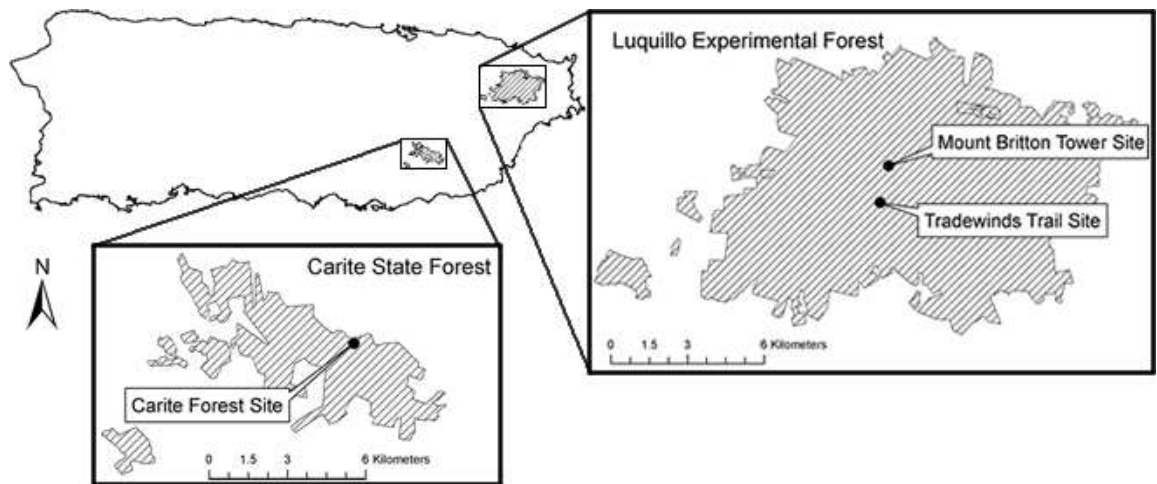 Luquillo Experimental Forest
Mount Britton Tower Site
Tradewinds Trail Site
0 1.5 3 6 Kilometers
N
Carite State Forest
Carite Forest Site
0 1.5 3 6 Kilometers